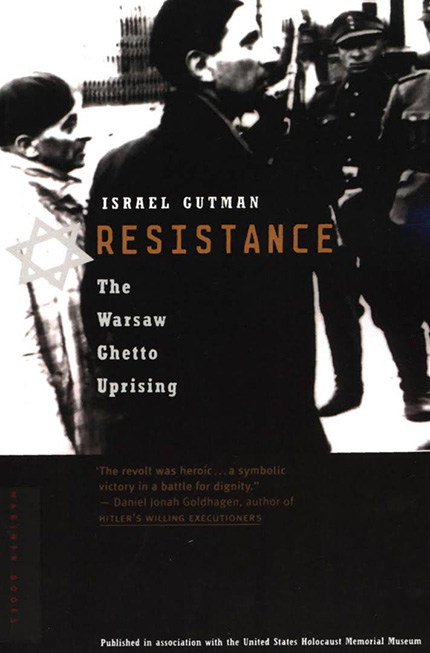 ISRAEL GUTMAN
RESISTANCE
The
Warsaw
Ghetto
Uprising
"The revolt was heroic ... a symbolic
victory in a battle for dignity."
— Daniel Jonah Goldhagen, author of
HITLER'S WILLING EXECUTIONERS
MARINER BOOKS
Published in association with the United States Holocaust Memorial Museum